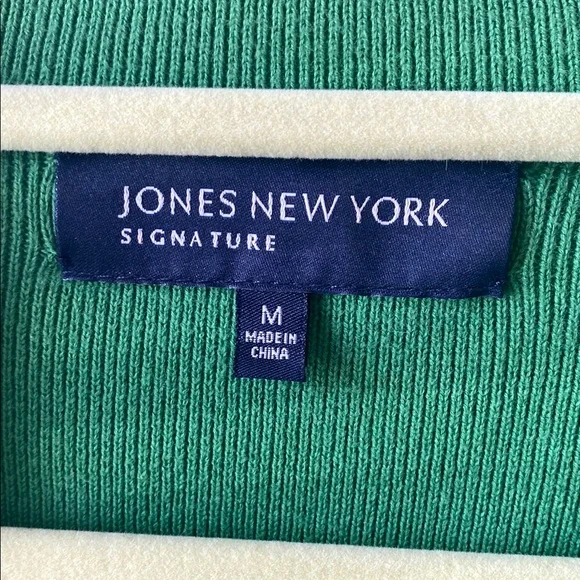 JONES NEW YORK
SIGNATURE
M
MADE IN
CHINA